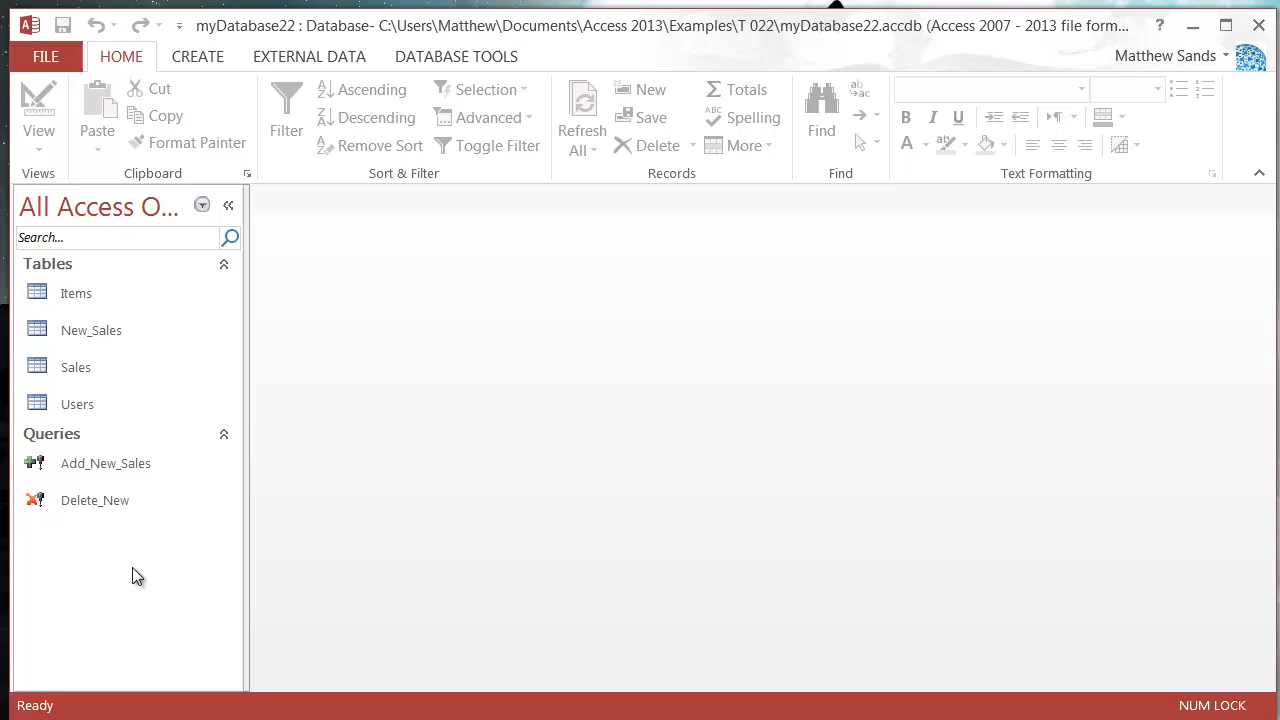 myDatabase22 : Database- C:\Users\Matthew\Documents\Access 2013\Examples\T 02\myDatabase22.accdb (Access 2007 - 2013 file form...
?
FILE HOME CREATE EXTERNAL DATA DATABASE TOOLS Matthew Sands
View
Views
Paste
Cut
Copy
Format Painter
Clipboard
Filter
Ascending
Descending
Remove Sort
Selection
Advanced
Toggle Filter
Sort & Filter
Refresh
All
New
Save
Delete
Totals
Spelling
More
Records
Find
Find
B I U
A
Text Formatting
All Access O...
Search...
Tables
Items
New_Sales
Sales
Users
Queries
Add_New_Sales
Delete_New
Ready NUM LOCK